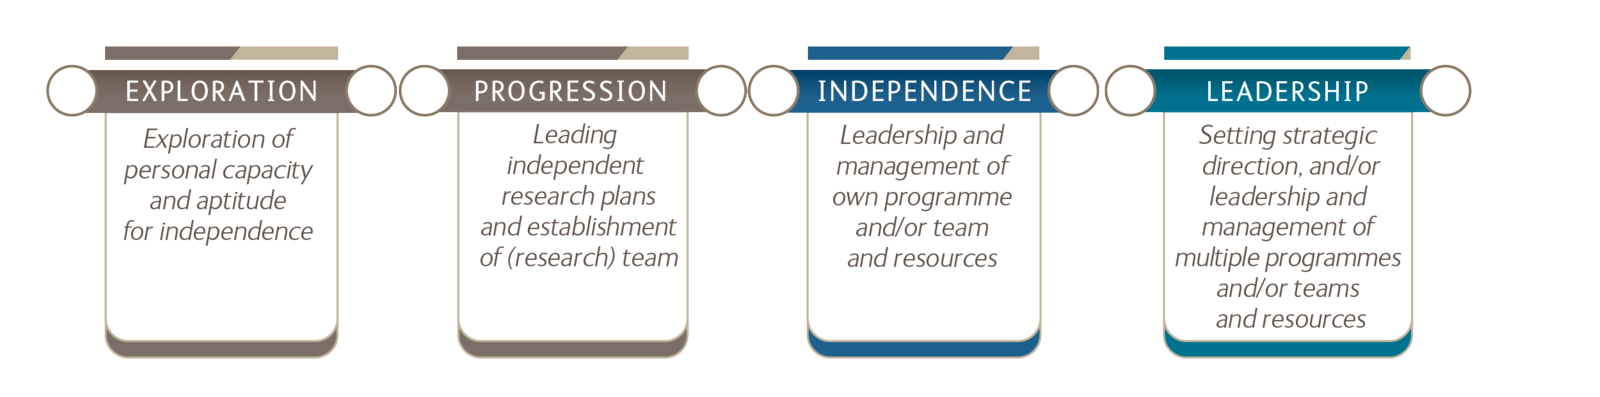 EXPLORATION
Exploration of
personal capacity
and aptitude
for independence
PROGRESSION
Leading
independent
research plans
and establishment
of (research) team
INDEPENDENCE
Leadership and
management of
own programme
and/or team
and resources
LEADERSHIP
Setting strategic
direction, and/or
leadership and
management of
multiple programmes
and/or teams
and resources